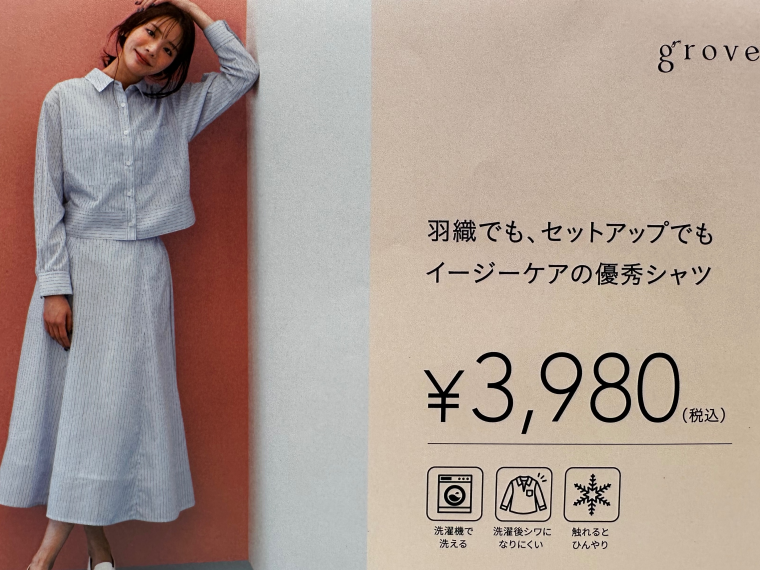 grove
羽織でも、セットアップでも
イージーケアの優秀シャツ
¥3,980(税込)
洗濯機で
洗える
洗濯後シワに
なりにくい
触れると
ひんやり